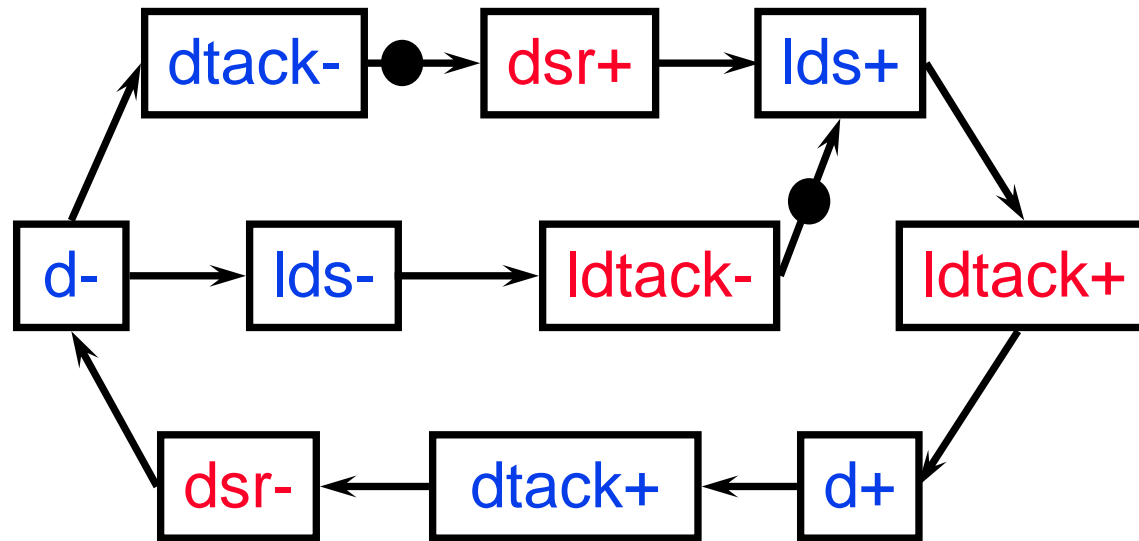 dtack-
dsr+
lds+
d-
lds-
ldtack-
ldtack+
dsr-
dtack+
d+